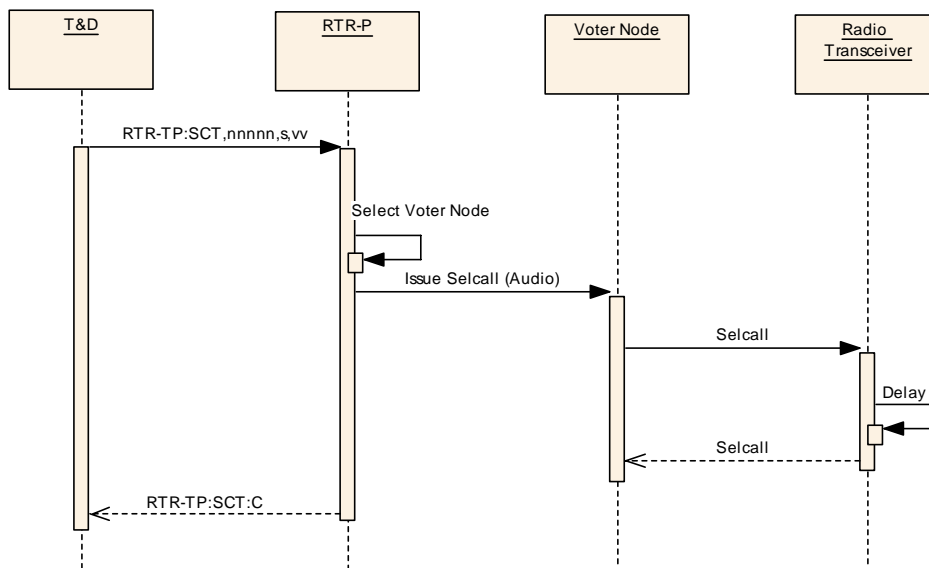 T&D
RTR-P
Voter Node
Radio
Transceiver
RTR-TP:SCT,nnnnn,s,vv
Select Voter Node
Issue Selcall (Audio)
Selcall
Delay
Selcall
RTR-TP:SCT:C